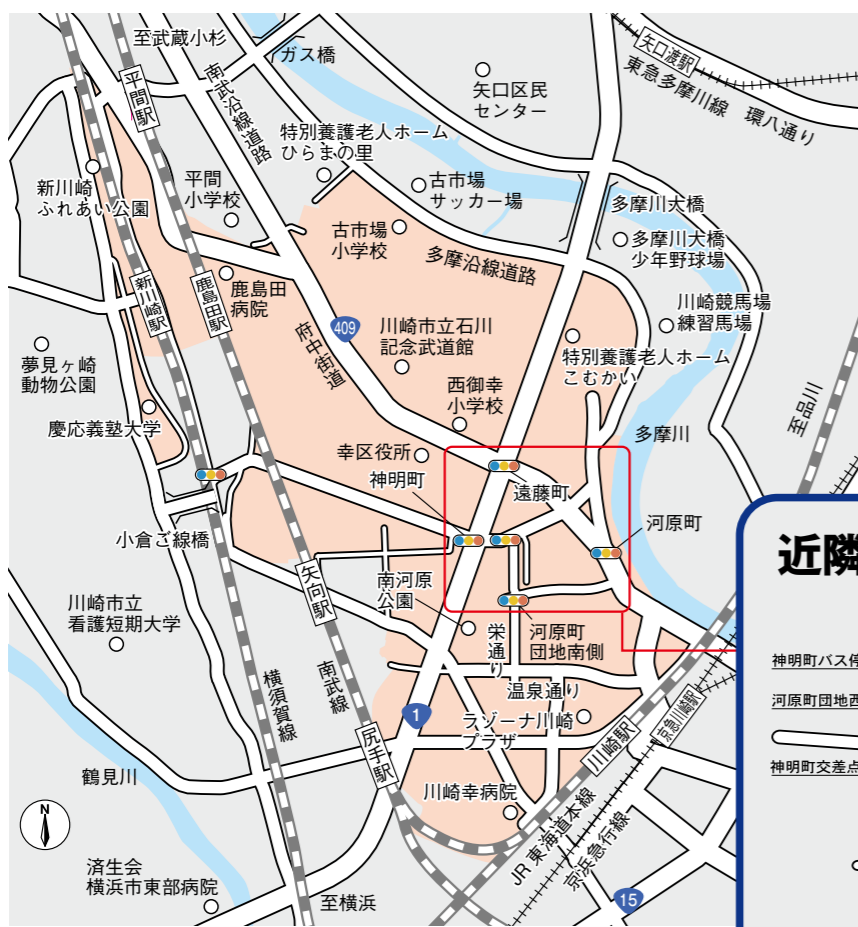 至武蔵小杉
ガス橋
平間駅
南武沿線道路
矢口区民
センター
矢口渡駅
東急多摩川線
環八通り
特別養護老人ホーム
ひらまの里
新川崎
ふれあい公園
平間
小学校
古市場
サッカー場
多摩川大橋
多摩川大橋
少年野球場
古市場
小学校
多摩沿線道路
新川崎駅
鹿島田駅
鹿島田
病院
409
府中街道
川崎市立石川
記念武道館
川崎競馬場
練習馬場
特別養護老人ホーム
こむかい
夢見ヶ崎
動物公園
西御幸
小学校
慶応義塾大学
幸区役所
神明町
遠藤町
多摩川
至品川
河原町
小倉ご線橋
矢向駅
南河原
公園
近隣
川崎市立
看護短期大学
栄通り
河原町
団地南側
神明町バス停
河原町団地西
横須賀線
南武線
温泉通り
1
ラゾーナ川崎
プラザ
川崎駅
京急川崎駅
神明町交差点
尻手駅
鶴見川
川崎幸病院
JR東海道本線
京浜急行線
N
済生会
横浜市東部病院
至横浜
15